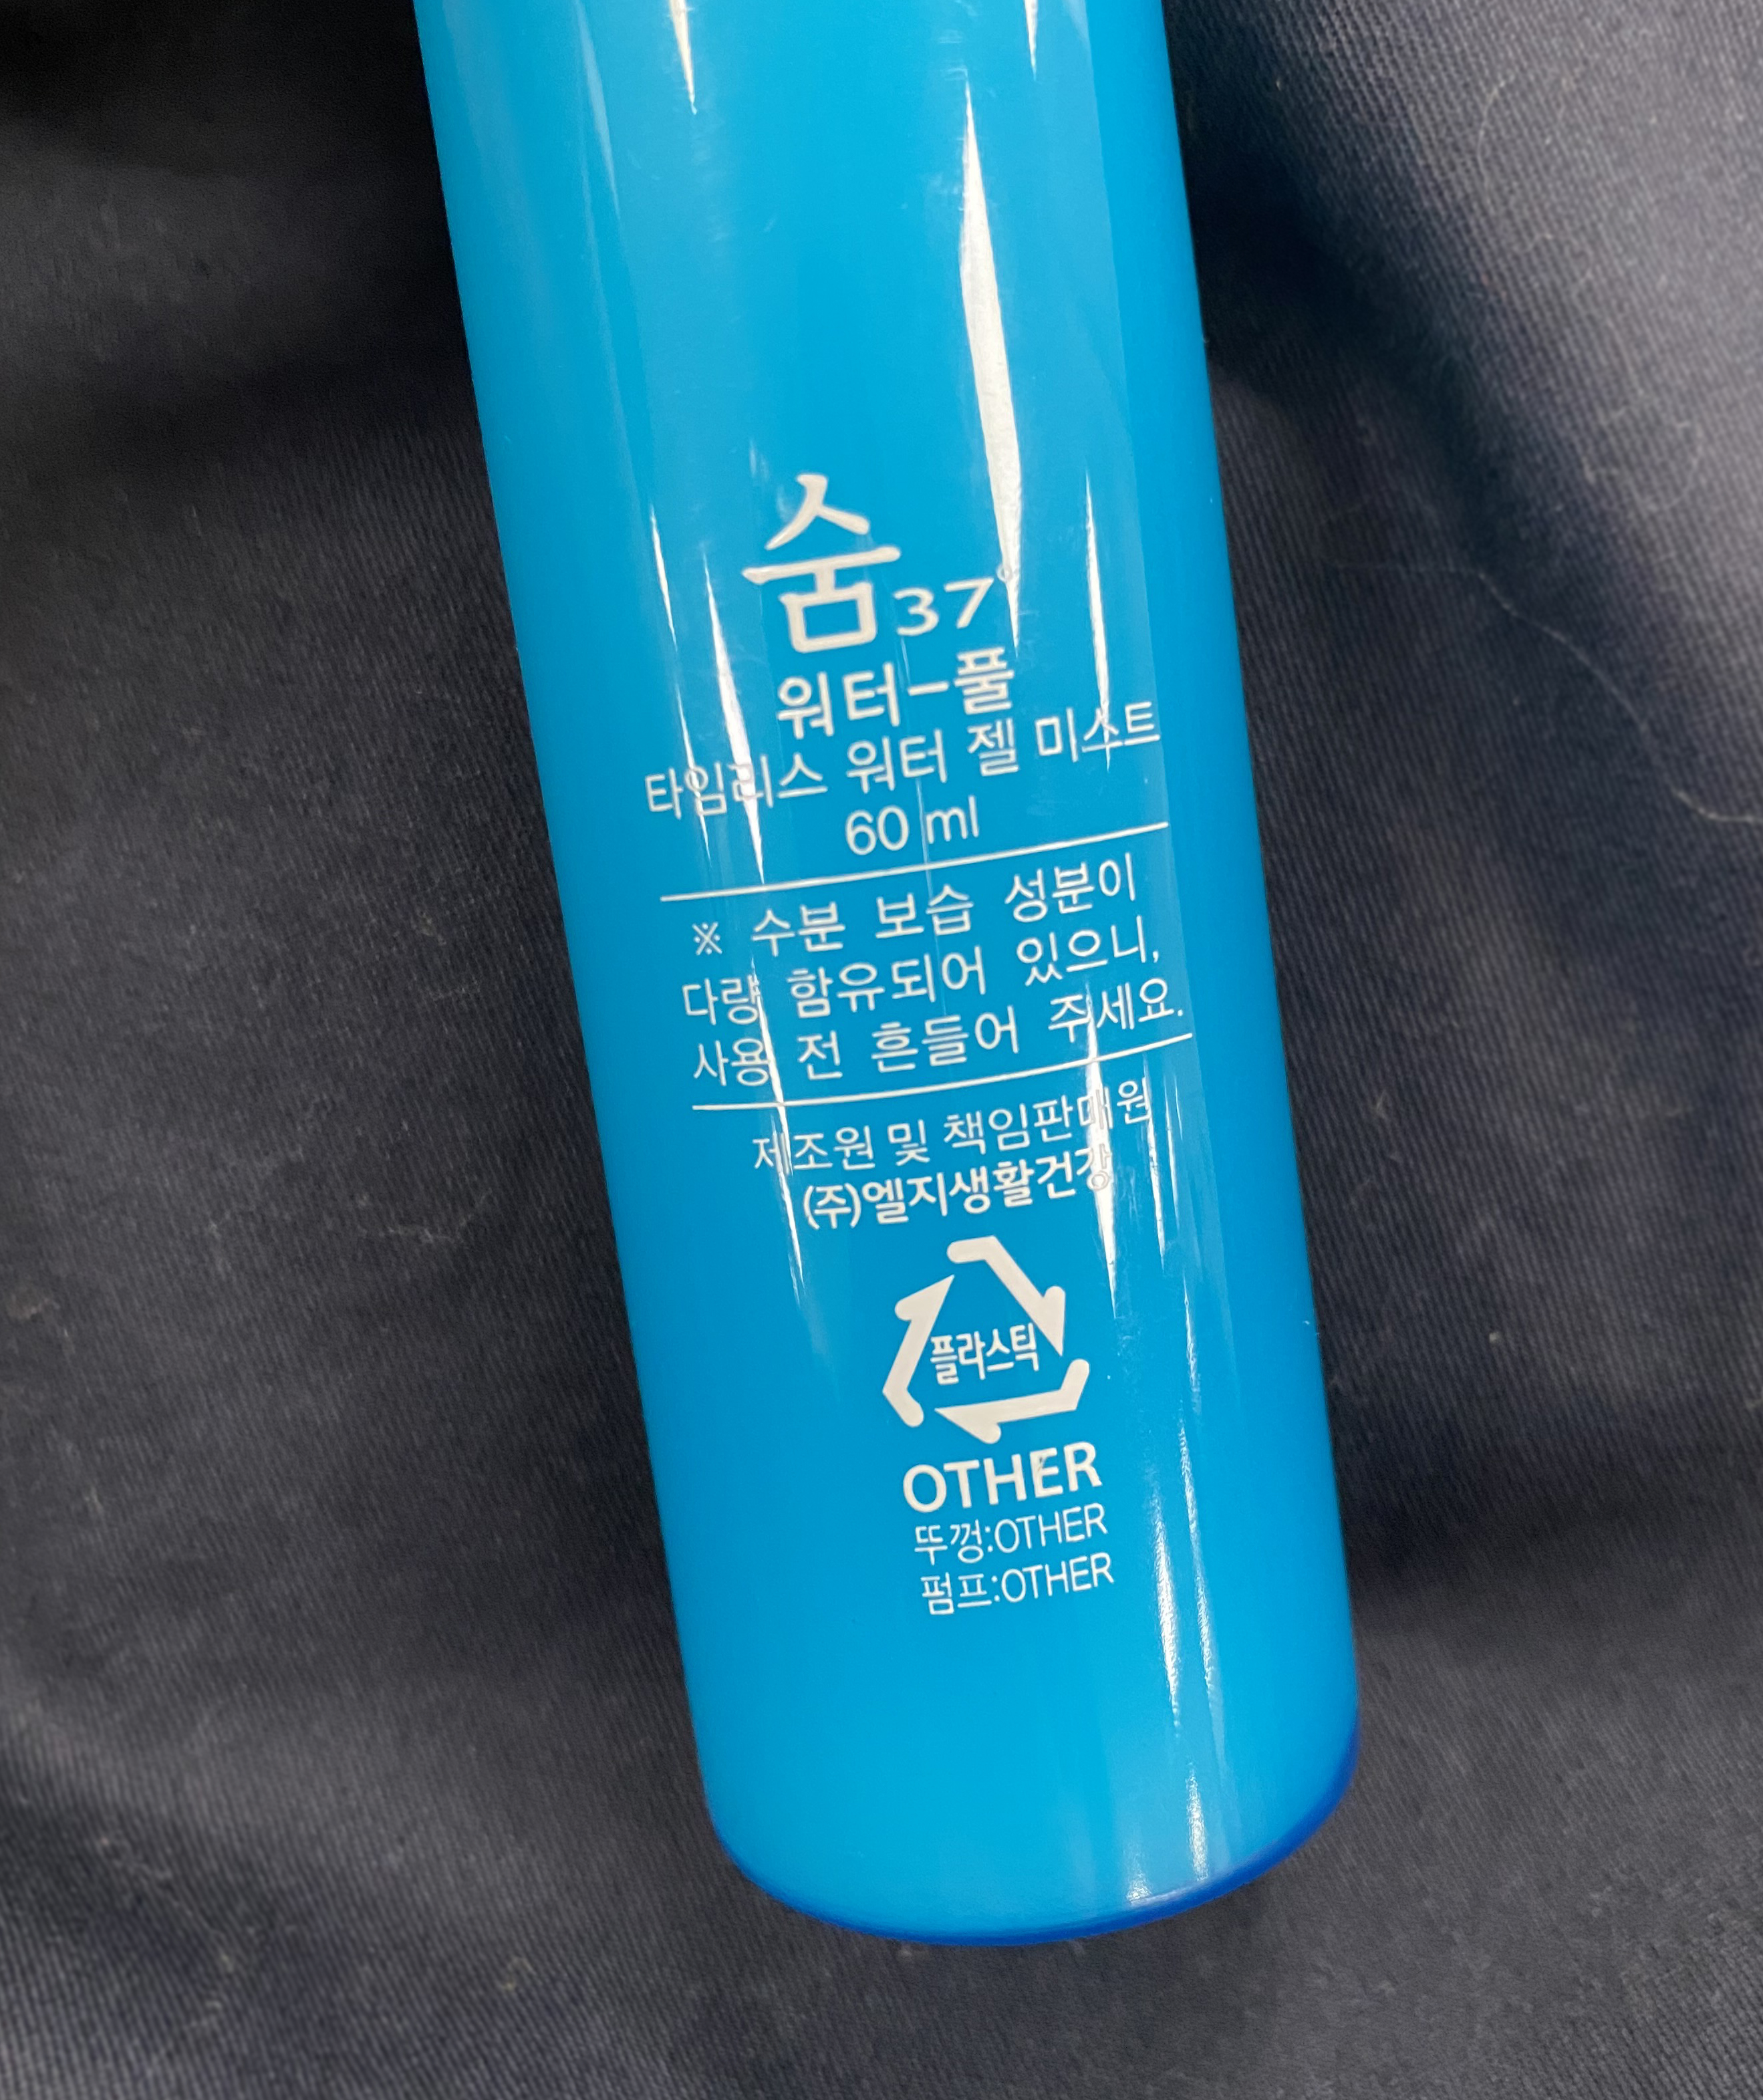 숨37°
워터-풀
타임리스 워터 젤 미스트
60 ml
※ 수분 보습 성분이
다량 함유되어 있으니,
사용 전 흔들어 주세요.
제조원 및 책임판매원
(주)엘지생활건강
플라스틱
OTHER
뚜껑:OTHER
펌프:OTHER